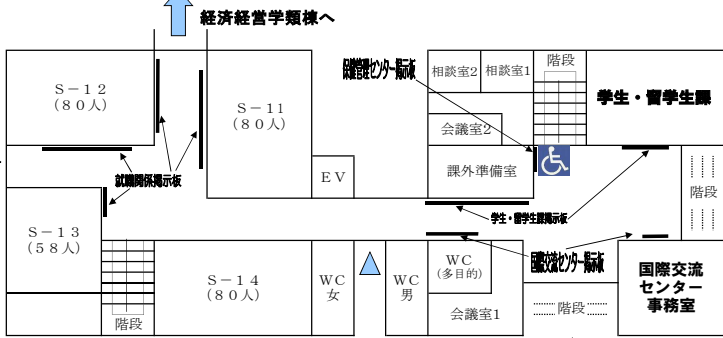 経済経営学類棟へ
S－12
(80人)
S－11
(80人)
保健管理センター掲示板
相談室2
相談室1
階段
学生・留学生課
会議室2
就職関係掲示板
EV
課外準備室
階段
S－13
(58人)
学生・留学生課掲示板
国際交流センター掲示板
S－14
(80人)
WC
女
WC
男
WC
(多目的)
国際交流
センター
事務室
階段
会議室1
階段